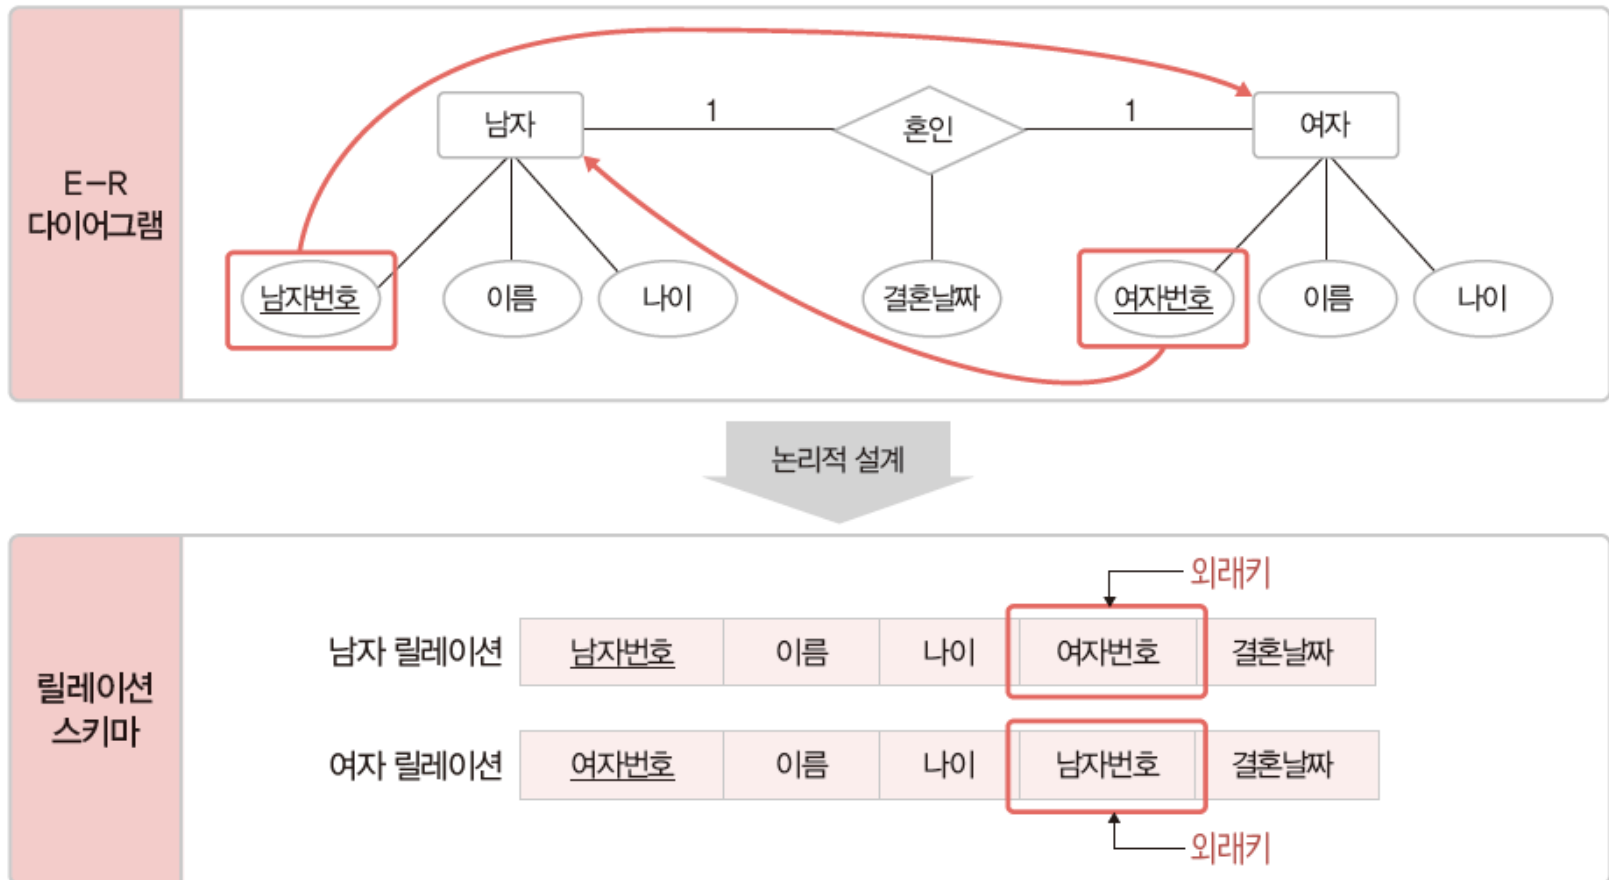 E-R
다이어그램
남자
1
혼인
1
여자
남자번호
이름
나이
결혼날짜
여자번호
이름
나이
논리적 설계
릴레이션
스키마
외래키
남자 릴레이션
남자번호
이름
나이
여자번호
결혼날짜
여자 릴레이션
여자번호
이름
나이
남자번호
결혼날짜
외래키